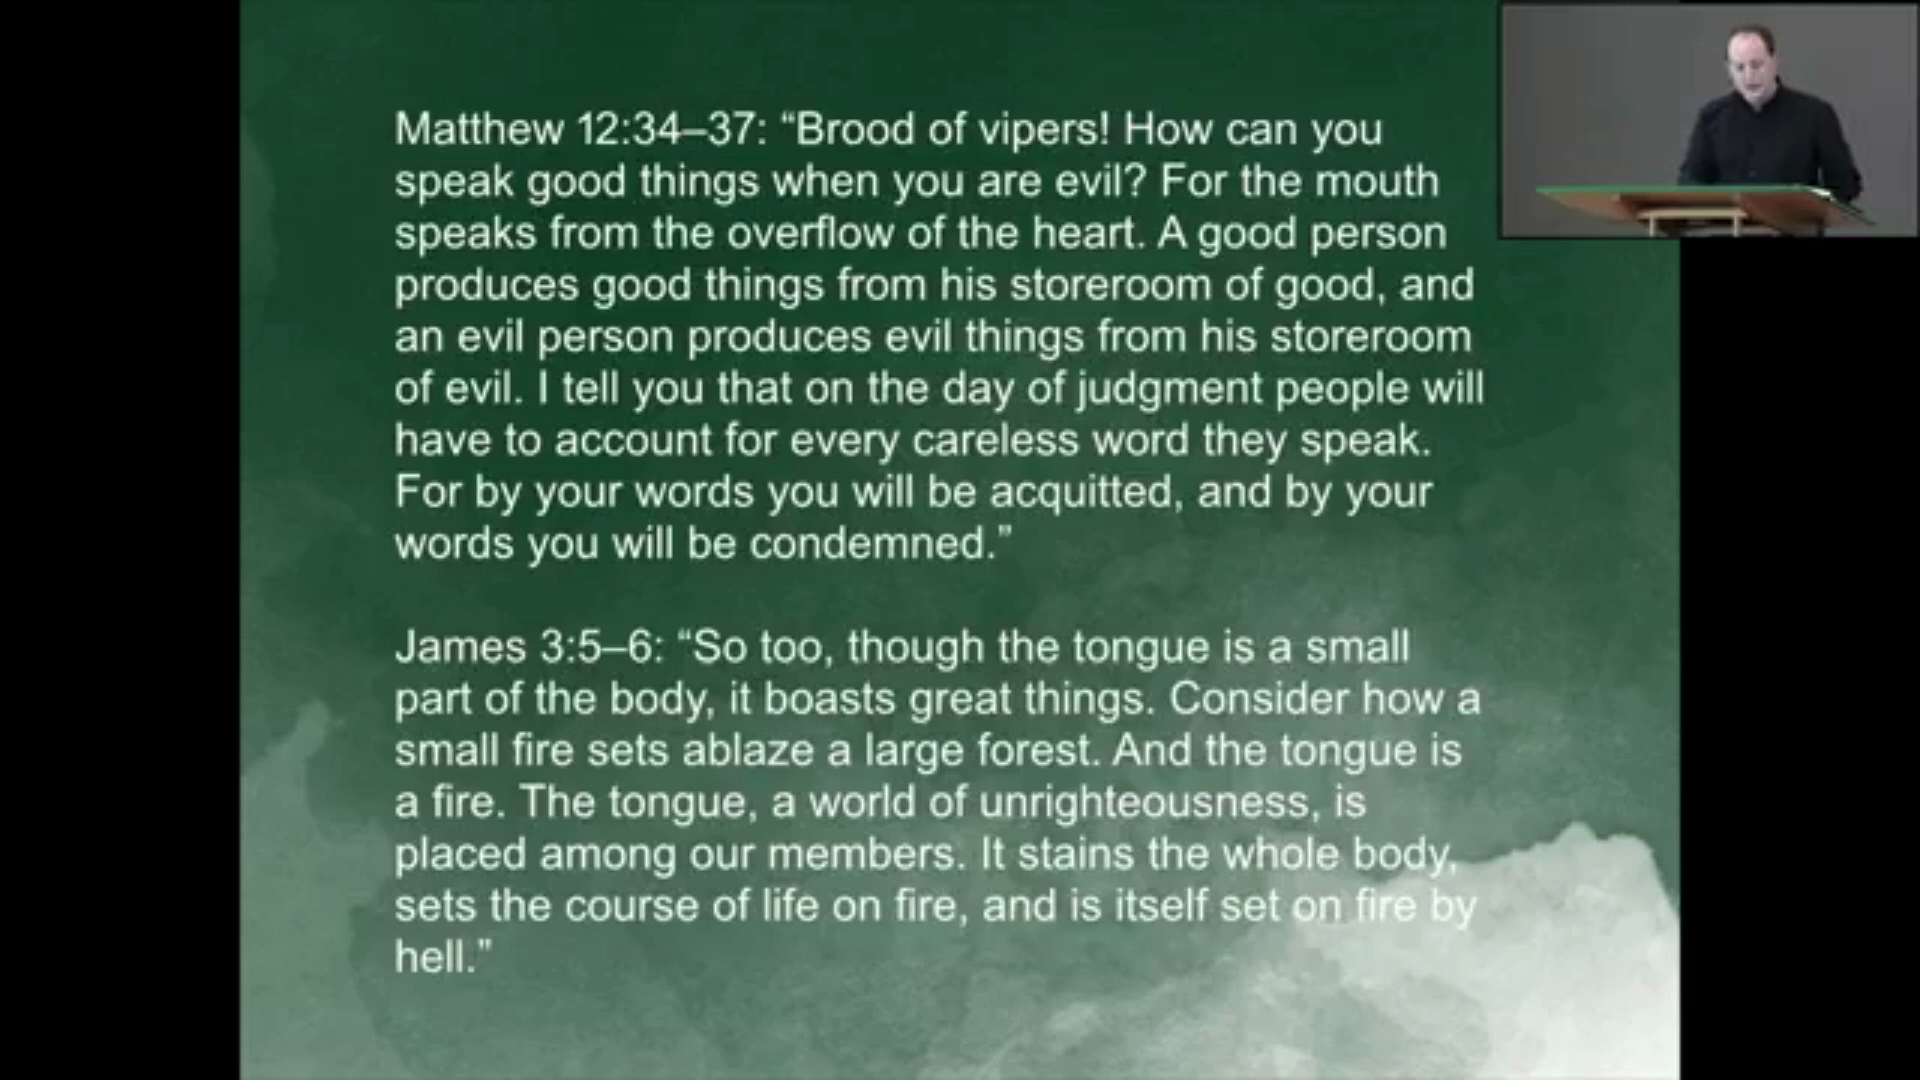 Matthew 12:34–37: “Brood of vipers! How can you
speak good things when you are evil? For the mouth
speaks from the overflow of the heart. A good person
produces good things from his storeroom of good, and
an evil person produces evil things from his storeroom
of evil. I tell you that on the day of judgment people will
have to account for every careless word they speak.
For by your words you will be acquitted, and by your
words you will be condemned.”
James 3:5–6: “So too, though the tongue is a small
part of the body, it boasts great things. Consider how a
small fire sets ablaze a large forest. And the tongue is
a fire. The tongue, a world of unrighteousness, is
placed among our members. It stains the whole body,
sets the course of life on fire, and is itself set on fire by
hell.”